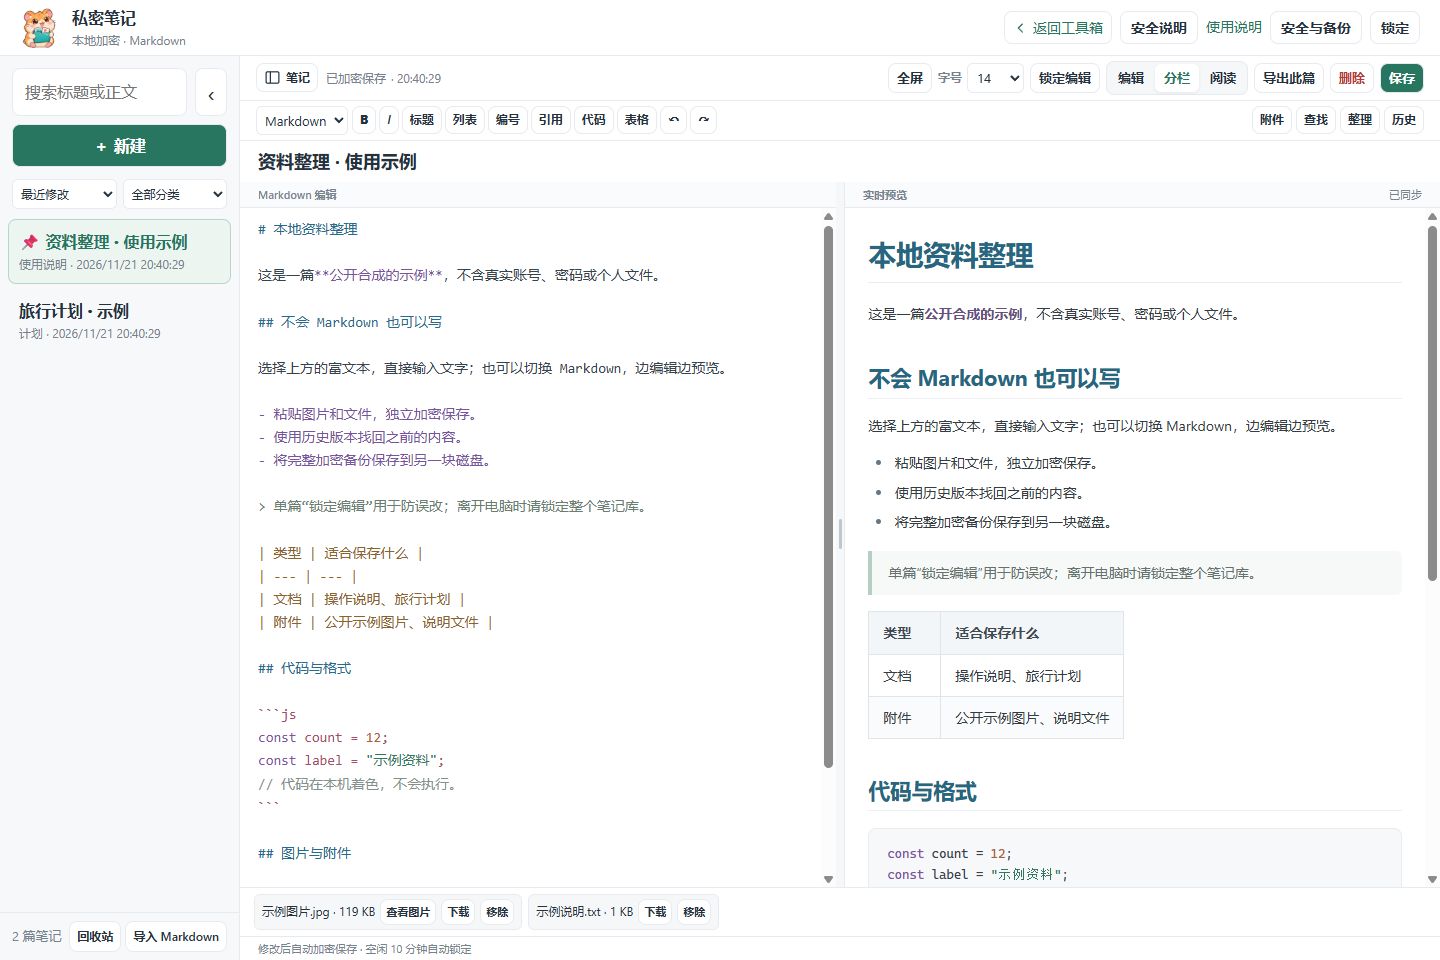 私密笔记
本地加密 · Markdown
返回工具箱
安全说明
使用说明
安全与备份
锁定
搜索标题或正文
‹
+ 新建
最近修改
全部分类
资料整理 · 使用示例
使用说明 · 2026/11/21 20:40:29
旅行计划 · 示例
计划 · 2026/11/21 20:40:29
2 篇笔记
回收站
导入 Markdown
笔记
已加密保存 · 20:40:29
全屏
字号
14
锁定编辑
编辑
分栏
阅读
导出此篇
删除
保存
Markdown
B
I
标题
列表
编号
引用
代码
表格
附件
查找
整理
历史
资料整理 · 使用示例
Markdown 编辑
# 本地资料整理
这是一篇**公开合成的示例**，不含真实账号、密码或个人文件。
## 不会 Markdown 也可以写
选择上方的富文本，直接输入文字；也可以切换 Markdown，边编辑边预览。
- 粘贴图片和文件，独立加密保存。
- 使用历史版本找回之前的内容。
- 将完整加密备份保存到另一块磁盘。
> 单篇“锁定编辑”用于防误改；离开电脑时请锁定整个笔记库。
| 类型 | 适合保存什么 |
| --- | --- |
| 文档 | 操作说明、旅行计划 |
| 附件 | 公开示例图片、说明文件 |
## 代码与格式
```js
const count = 12;
const label = "示例资料";
// 代码在本机着色，不会执行。
```
## 图片与附件
实时预览
已同步
本地资料整理
这是一篇公开合成的示例，不含真实账号、密码或个人文件。
不会 Markdown 也可以写
选择上方的富文本，直接输入文字；也可以切换 Markdown，边编辑边预览。
• 粘贴图片和文件，独立加密保存。
• 使用历史版本找回之前的内容。
• 将完整加密备份保存到另一块磁盘。
单篇“锁定编辑”用于防误改；离开电脑时请锁定整个笔记库。
类型 适合保存什么
文档 操作说明、旅行计划
附件 公开示例图片、说明文件
代码与格式
const count = 12;
const label = "示例资料";
示例图片.jpg · 119 KB 查看图片 下载 移除
示例说明.txt · 1 KB 下载 移除
修改后自动加密保存 · 空闲 10 分钟自动锁定